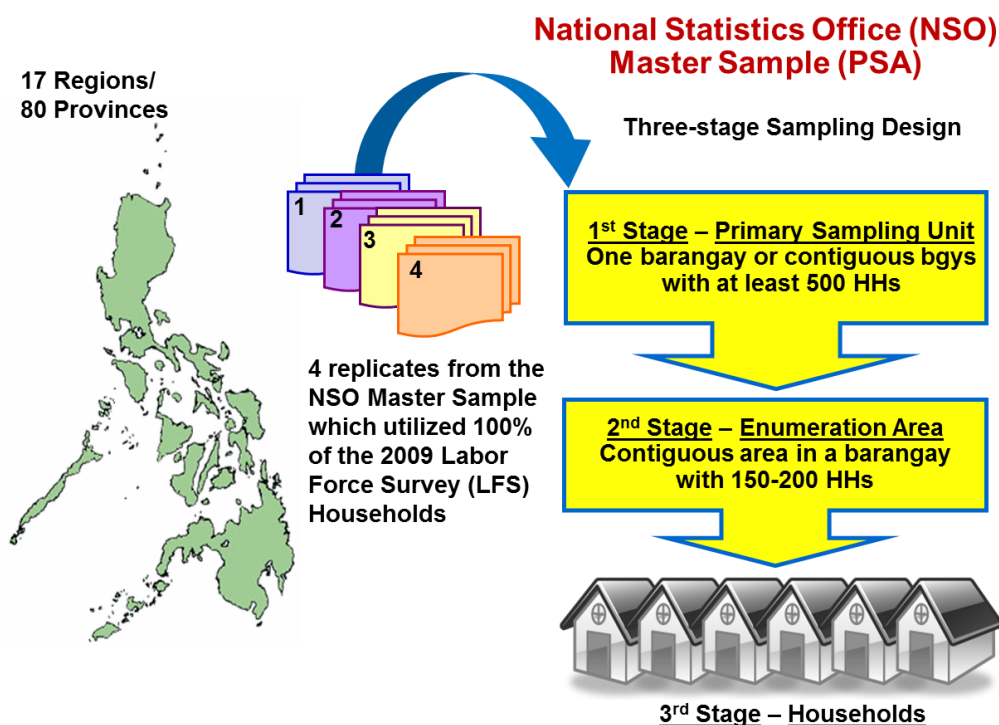 National Statistics Office (NSO)
Master Sample (PSA)
17 Regions/
80 Provinces
Three-stage Sampling Design
1
2
3
4
4 replicates from the
NSO Master Sample
which utilized 100%
of the 2009 Labor
Force Survey (LFS)
Households
1st Stage – Primary Sampling Unit
One barangay or contiguous bgys
with at least 500 HHs
2nd Stage – Enumeration Area
Contiguous area in a barangay
with 150-200 HHs
3rd Stage – Households